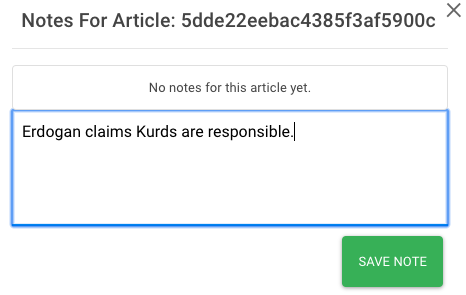 Notes For Article: 5dde22eebac4385f3af5900c
No notes for this article yet.
Erdogan claims Kurds are responsible.
SAVE NOTE